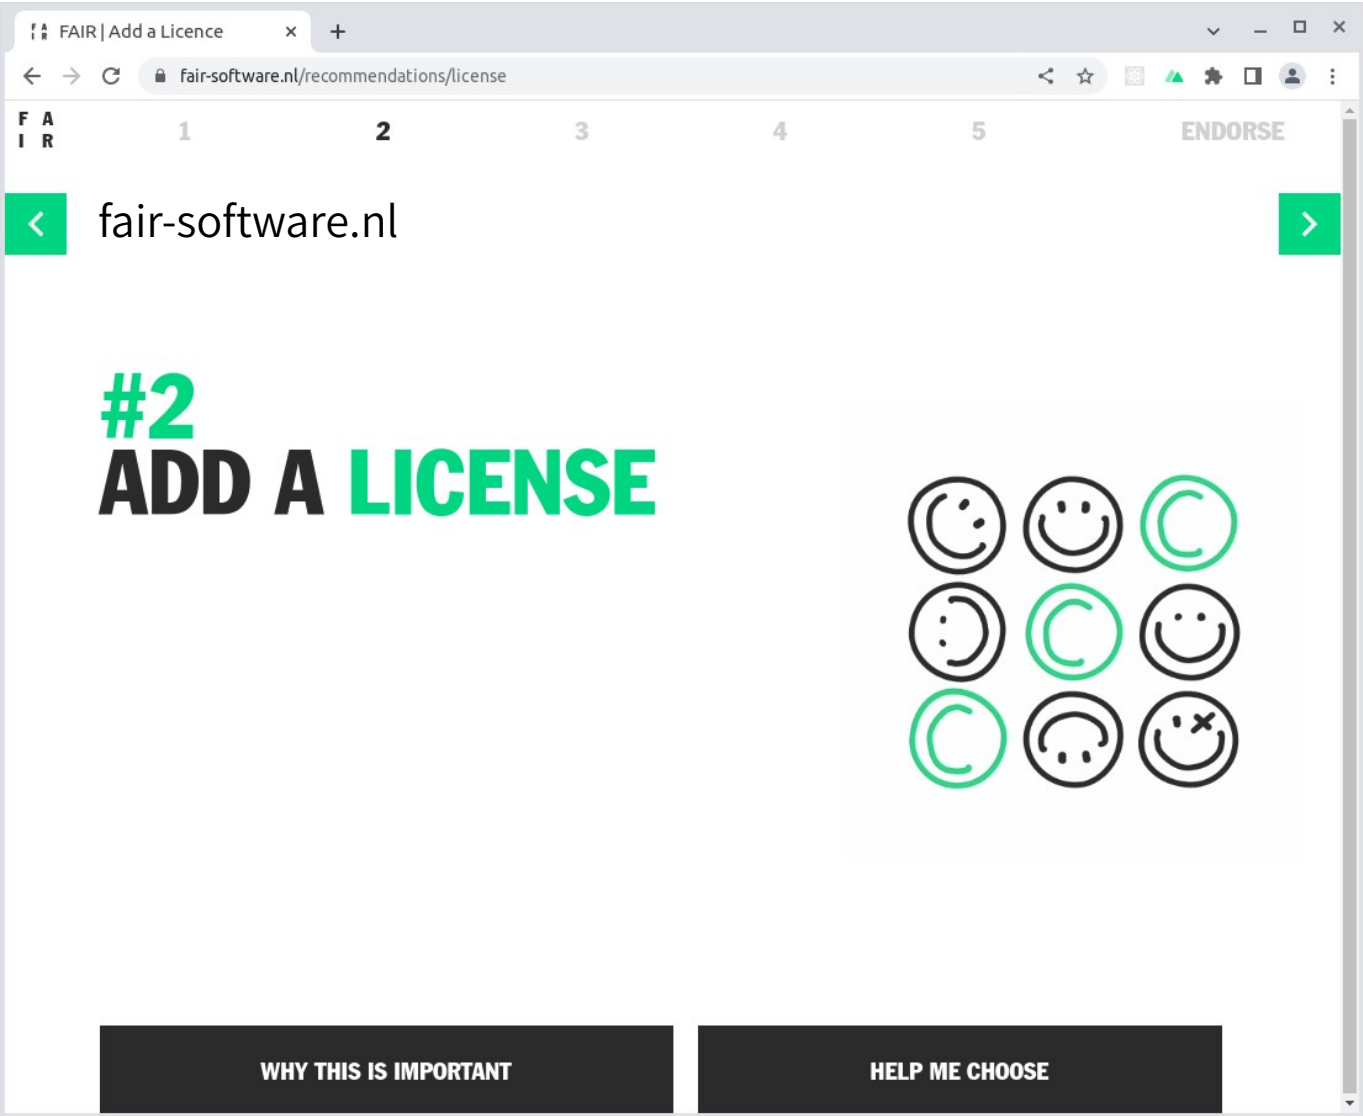 FAIR | Add a Licence
fair-software.nl/recommendations/license
F A
I R
1 2 3 4 5 ENDORSE
fair-software.nl
#2
ADD A LICENSE
WHY THIS IS IMPORTANT
HELP ME CHOOSE